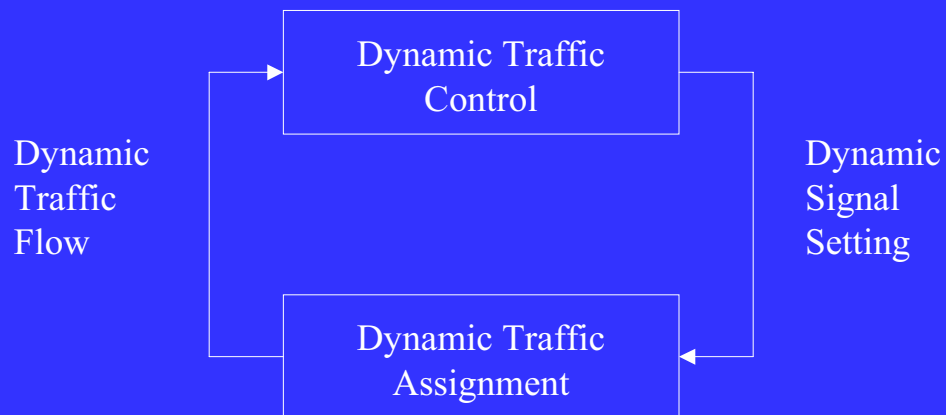 Dynamic Traffic
Control
Dynamic
Traffic
Flow
Dynamic
Signal
Setting
Dynamic Traffic
Assignment